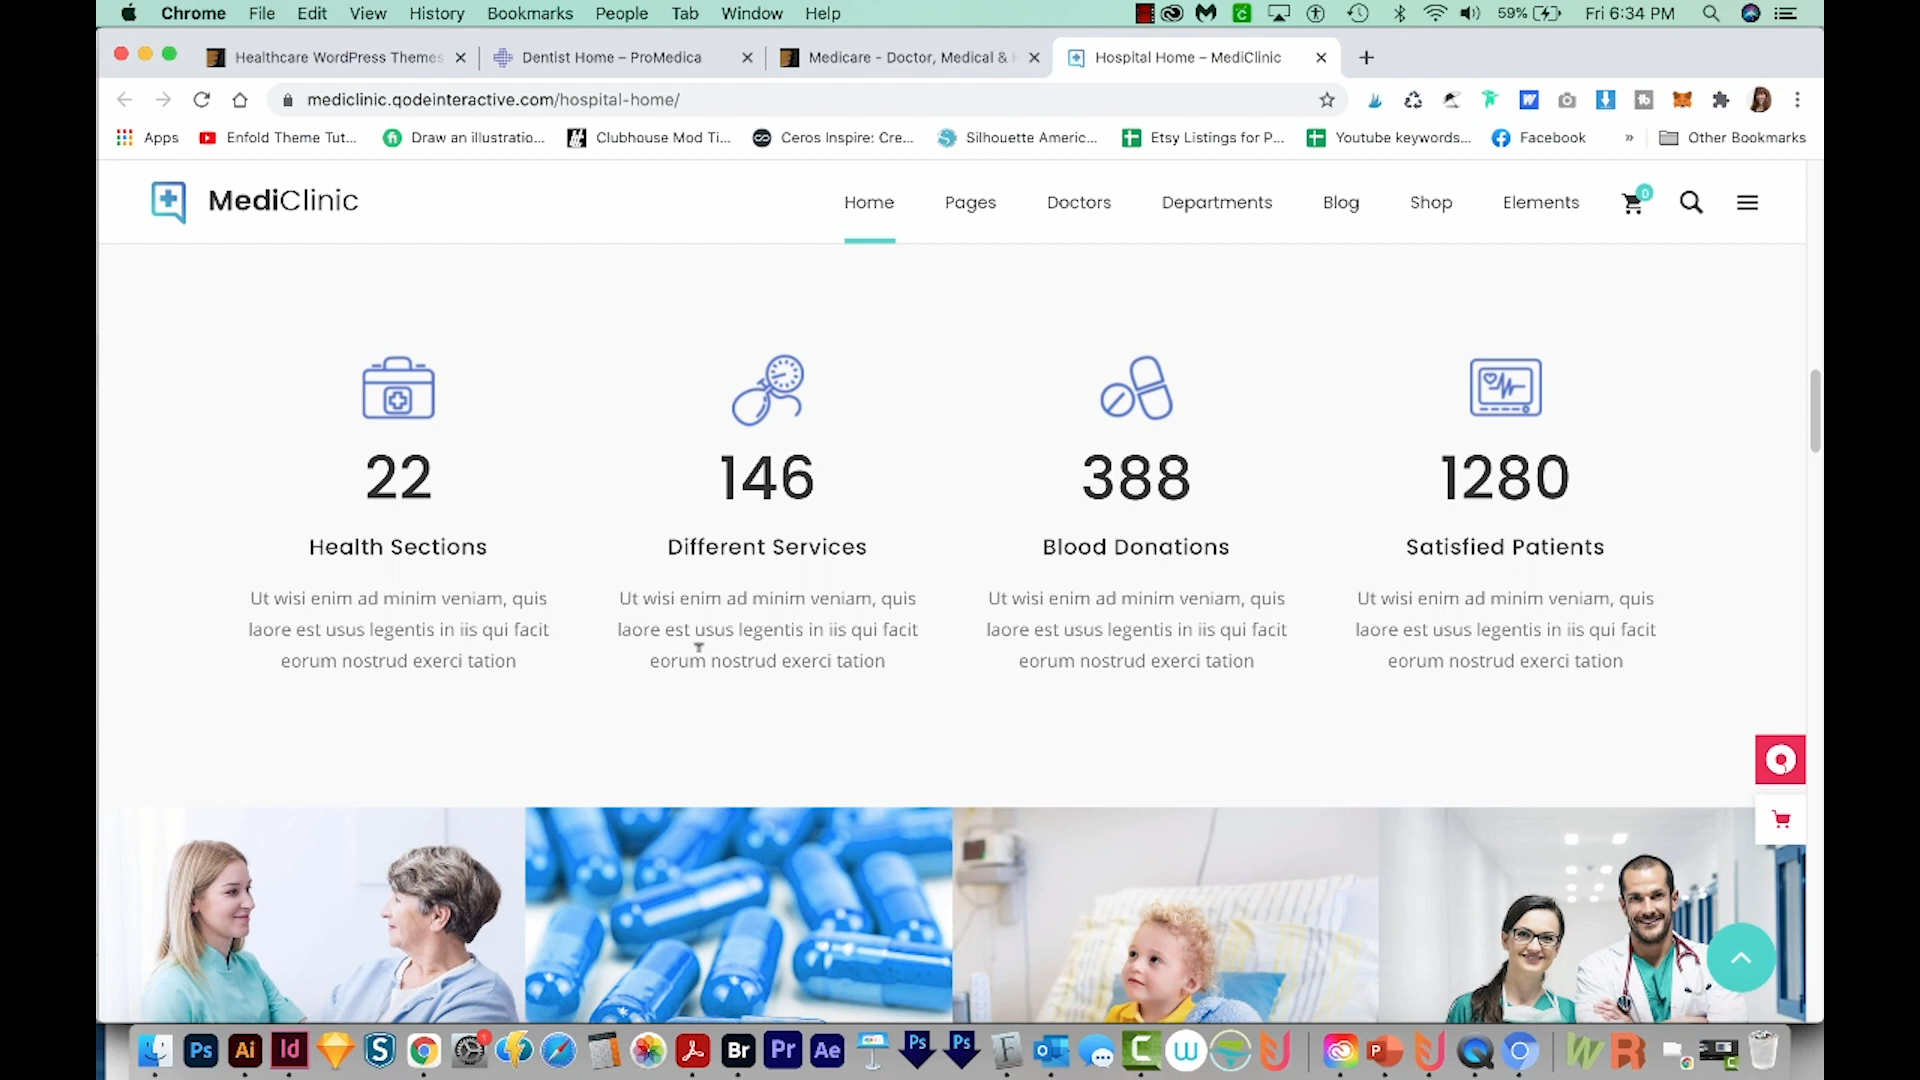 Chrome File Edit View History Bookmarks People Tab Window Help 59% Fri 6:34 PM
Healthcare WordPress Themes Dentist Home – ProMedica Medicare - Doctor, Medical & Hospital Home – MediClinic
mediclinic.qodeinteractive.com/hospital-home/
Apps Enfold Theme Tut... Draw an illustratio... Clubhouse Mod Ti... Ceros Inspire: Cre... Silhouette Americ... Etsy Listings for P... Youtube keywords... Facebook » Other Bookmarks
MediClinic Home Pages Doctors Departments Blog Shop Elements 0
22 146 388 1280
Health Sections Different Services Blood Donations Satisfied Patients
Ut wisi enim ad minim veniam, quis Ut wisi enim ad minim veniam, quis Ut wisi enim ad minim veniam, quis Ut wisi enim ad minim veniam, quis
laore est usus legentis in iis qui facit laore est usus legentis in iis qui facit laore est usus legentis in iis qui facit laore est usus legentis in iis qui facit
eorum nostrud exerci tation eorum nostrud exerci tation eorum nostrud exerci tation eorum nostrud exerci tation
Ps Ai Id S Br Pr Ae Ps Ps F C W P W R